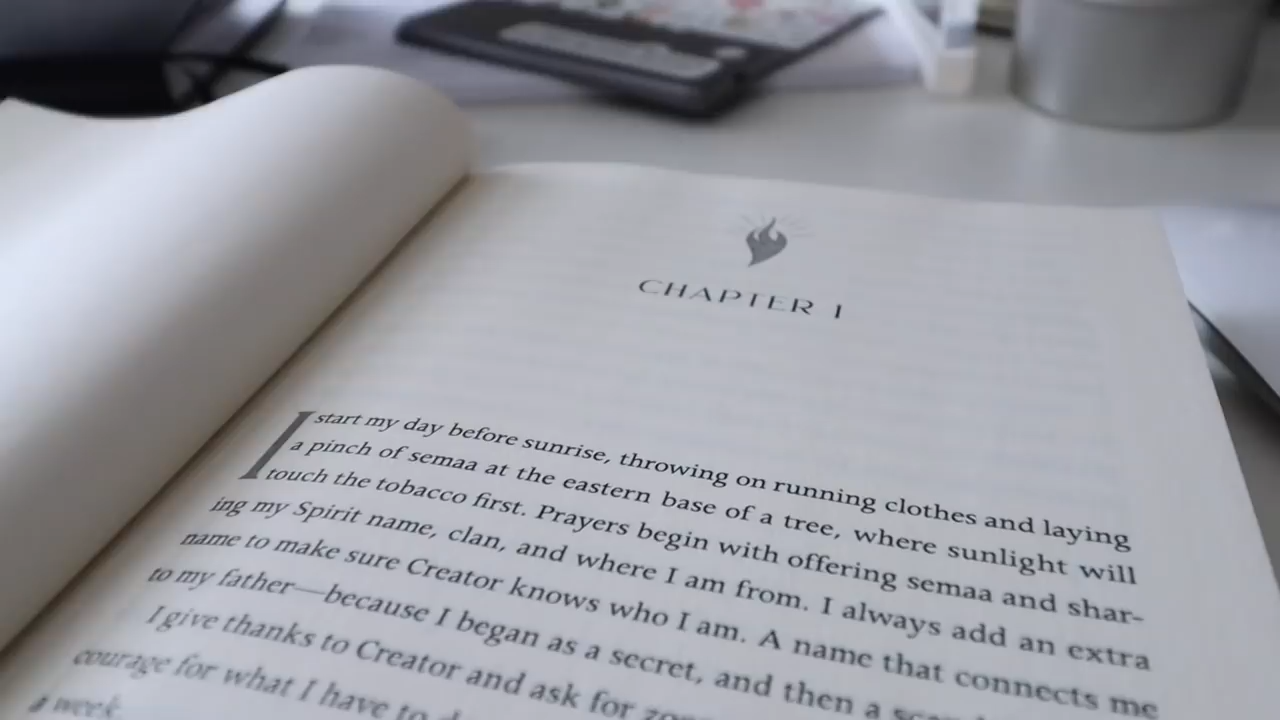 CHAPTER 1
I start my day before sunrise, throwing on running clothes and laying
a pinch of semaa at the eastern base of a tree, where sunlight will
touch the tobacco first. Prayers begin with offering semaa and shar-
ing my Spirit name, clan, and where I am from. I always add an extra
name to make sure Creator knows who I am. A name that connects me
to my father—because I began as a secret, and then a
I give thanks to Creator and ask for
courage for what I have to
a week.